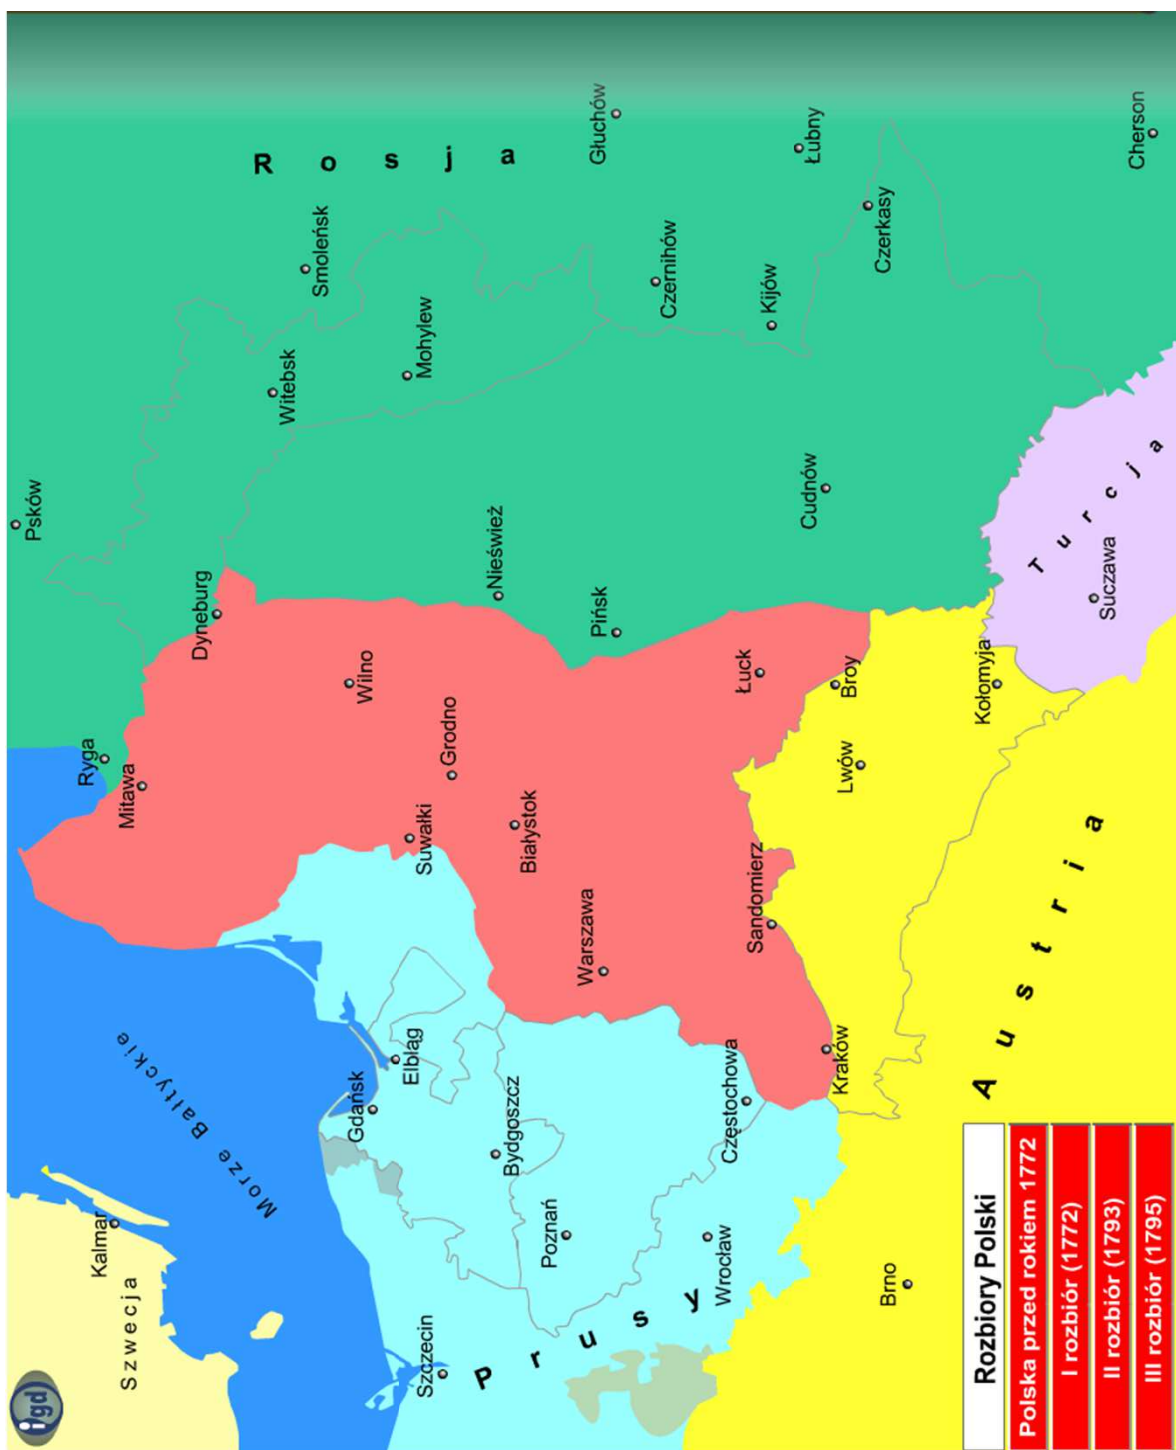 igd
Szwecja
Kalmar
Morze Bałtyckie
Ryga
Mitawa
Psków
Dyneburg
Witebsk
Smoleńsk
Mohylew
Rosja
Wilno
Grodno
Suwałki
Nieśwież
Białystok
Gdańsk
Elbląg
Szczecin
Bydgoszcz
Poznań
Prusy
Warszawa
Pińsk
Głuchów
Czernihów
Wrocław
Częstochowa
Sandomierz
Łuck
Kijów
Łubny
Cudnów
Czerkasy
Kraków
Lwów
Broy
Brno
Kołomyja
Austria
Suczawa
Turcja
Cherson
Rozbiory Polski
Polska przed rokiem 1772
I rozbiór (1772)
II rozbiór (1793)
III rozbiór (1795)